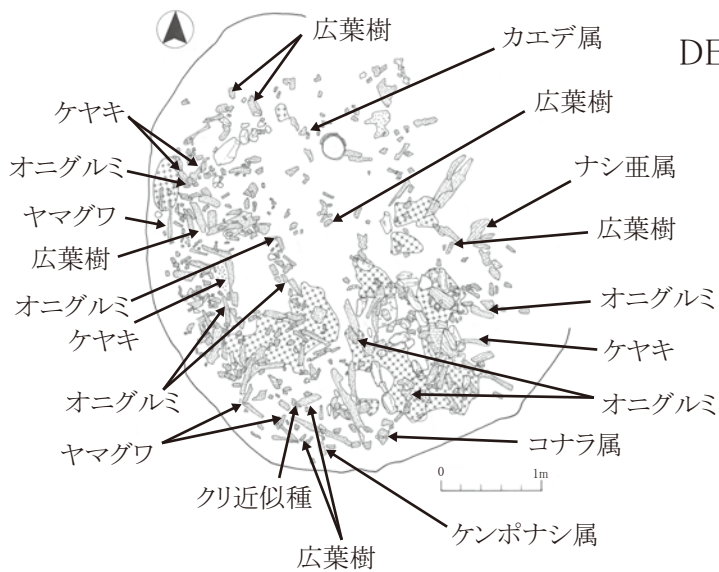 広葉樹
カエデ属
DE
広葉樹
ケヤキ
オニグルミ
ナシ亜属
ヤマグワ
広葉樹
広葉樹
オニグルミ
オニグルミ
ケヤキ
ケヤキ
オニグルミ
オニグルミ
ヤマグワ
コナラ属
0
1m
クリ近似種
ケンポナシ属
広葉樹